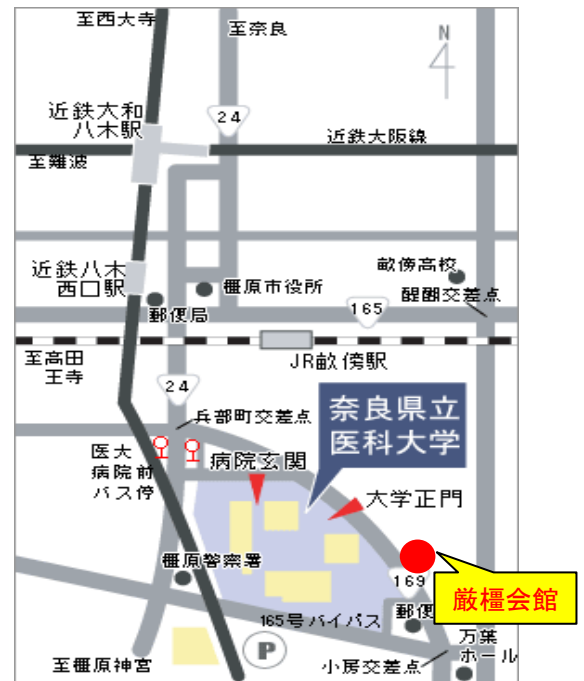 至西大寺
至奈良
N
近鉄大和
八木駅
24
近鉄大阪線
至難波
近鉄八木
西口駅
橿原市役所
畝傍高校
醍醐交差点
郵便局
165
至高田
王寺
JR畝傍駅
24
兵部町交差点
奈良県立
医科大学
医大
病院前
バス停
病院玄関
大学正門
橿原警察署
169
厳橿会館
165号バイパス
郵便
万葉
ホール
P
至橿原神宮
小房交差点